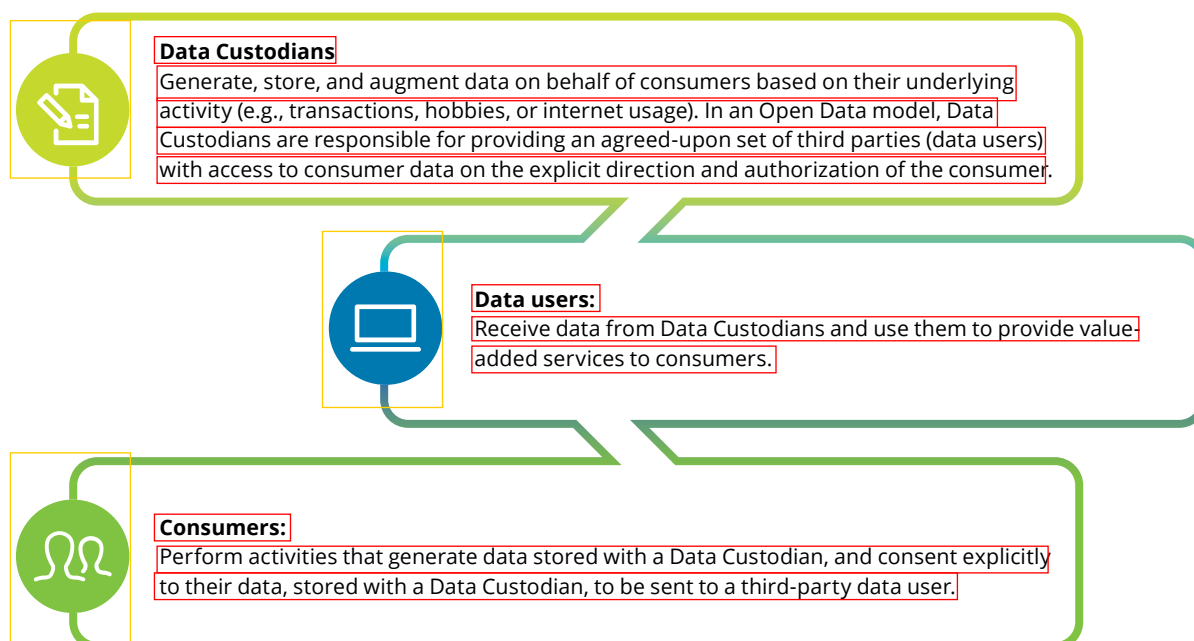 Data Custodians
Generate, store, and augment data on behalf of consumers based on their underlying
activity (e.g., transactions, hobbies, or internet usage). In an Open Data model, Data
Custodians are responsible for providing an agreed-upon set of third parties (data users)
with access to consumer data on the explicit direction and authorization of the consumer.
Data users:
Receive data from Data Custodians and use them to provide value-
added services to consumers.
Consumers:
Perform activities that generate data stored with a Data Custodian, and consent explicitly
to their data, stored with a Data Custodian, to be sent to a third-party data user.